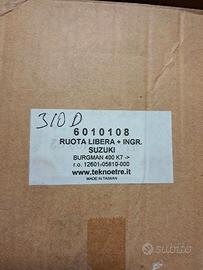 310 D
6010108
RUOTA LIBERA + INGR.
SUZUKI
BURGMAN 400 K7 ->
r.o. 12601-05810-000
www.teknoetre.it
MADE IN TAIWAN
subito